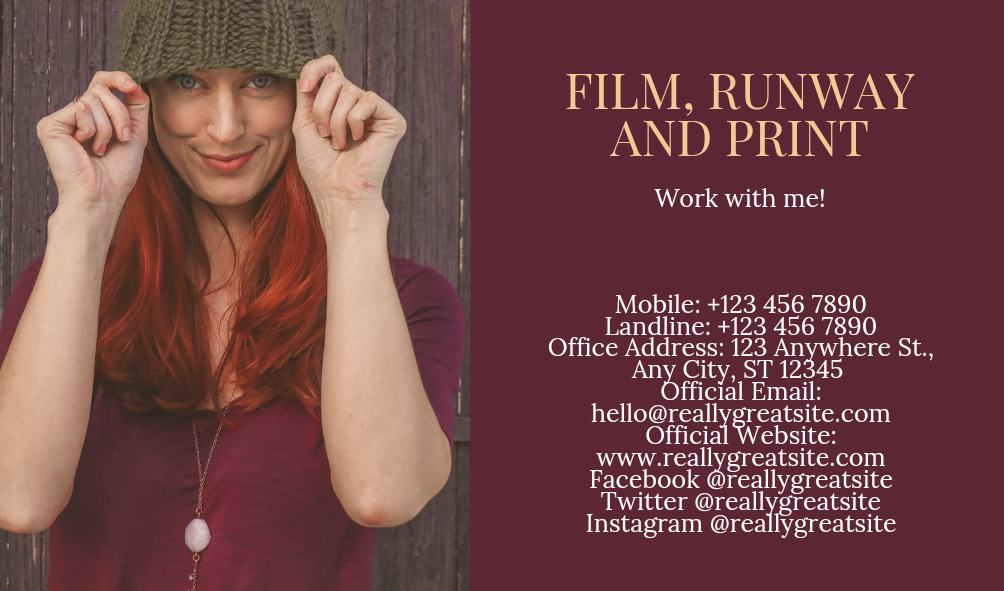 FILM, RUNWAY
AND PRINT
Work with me!
Mobile: +123 456 7890
Landline: +123 456 7890
Office Address: 123 Anywhere St.,
Any City, ST 12345
Official Email:
hello@reallygreatsite.com
Official Website:
www.reallygreatsite.com
Facebook @reallygreatsite
Twitter @reallygreatsite
Instagram @reallygreatsite